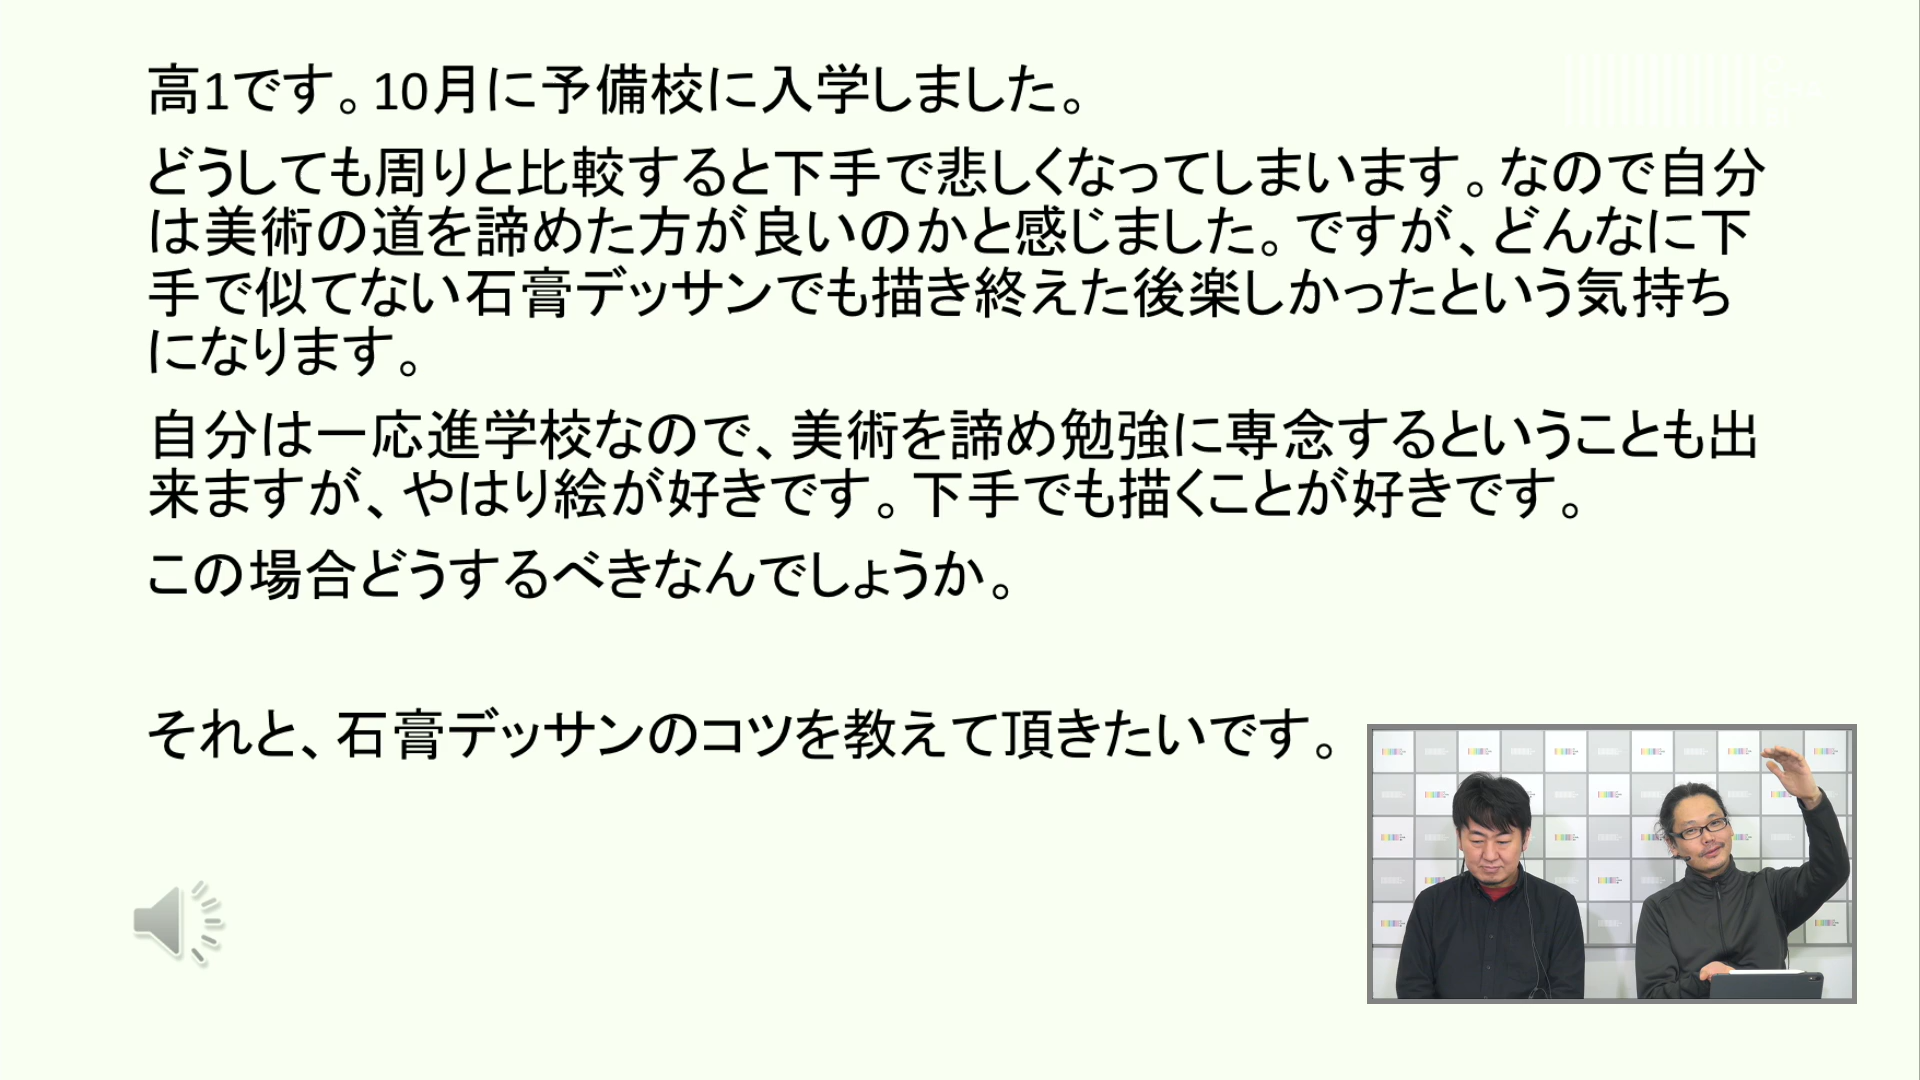 高1です。10月に予備校に入学しました。
どうしても周りと比較すると下手で悲しくなってしまいます。なので自分
は美術の道を諦めた方が良いのかと感じました。ですが、どんなに下
手で似てない石膏デッサンでも描き終えた後楽しかったという気持ち
になります。
自分は一応進学校なので、美術を諦め勉強に専念するということも出
来ますが、やはり絵が好きです。下手でも描くことが好きです。
この場合どうするべきなんでしょうか。
それと、石膏デッサンのコツを教えて頂きたいです。